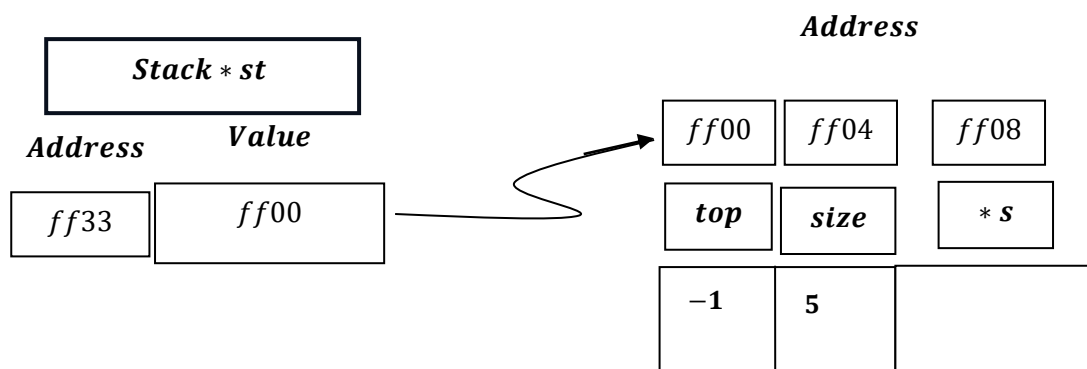 Address
Stack * st
Address Value
ff00 ff04 ff08
ff33 ff00
top size * s
−1 5